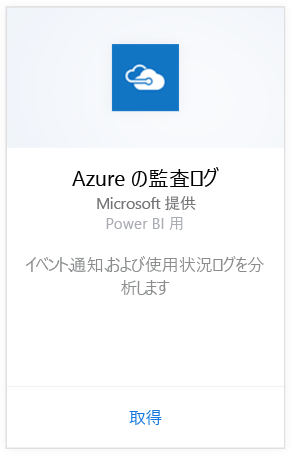 Azure の監査ログ
Microsoft 提供
Power BI 用
イベント、通知、および使用状況ログを分
析します
取得